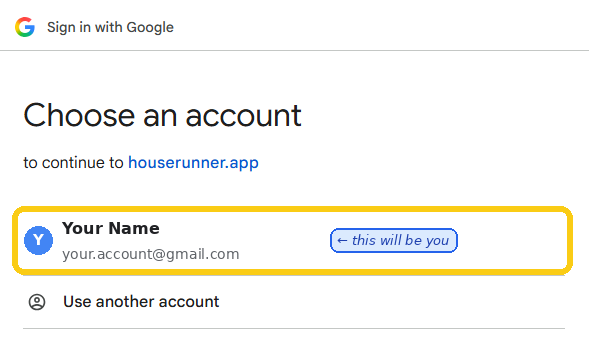 Sign in with Google
Choose an account
to continue to houserunner.app
Y Your Name
← this will be you
your.account@gmail.com
Use another account